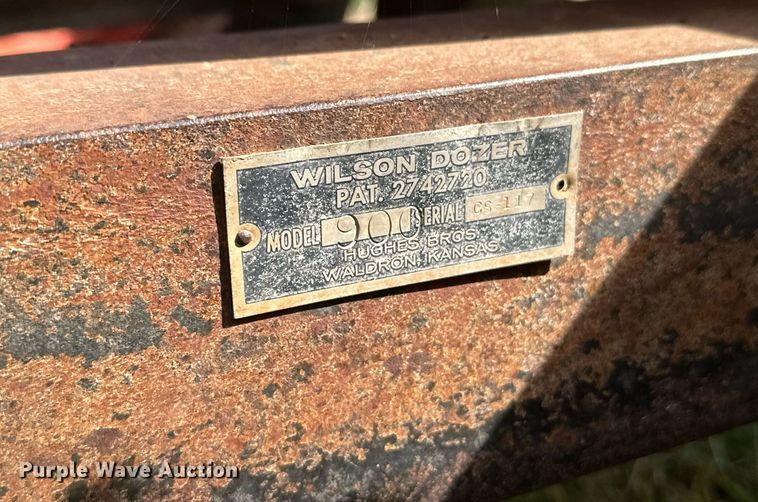 WILSON DOZER
PAT. 2742720
MODEL 900 SERIAL CS-117
HUGHES BROS.
WALDRON, KANSAS
Purple Wave Auction